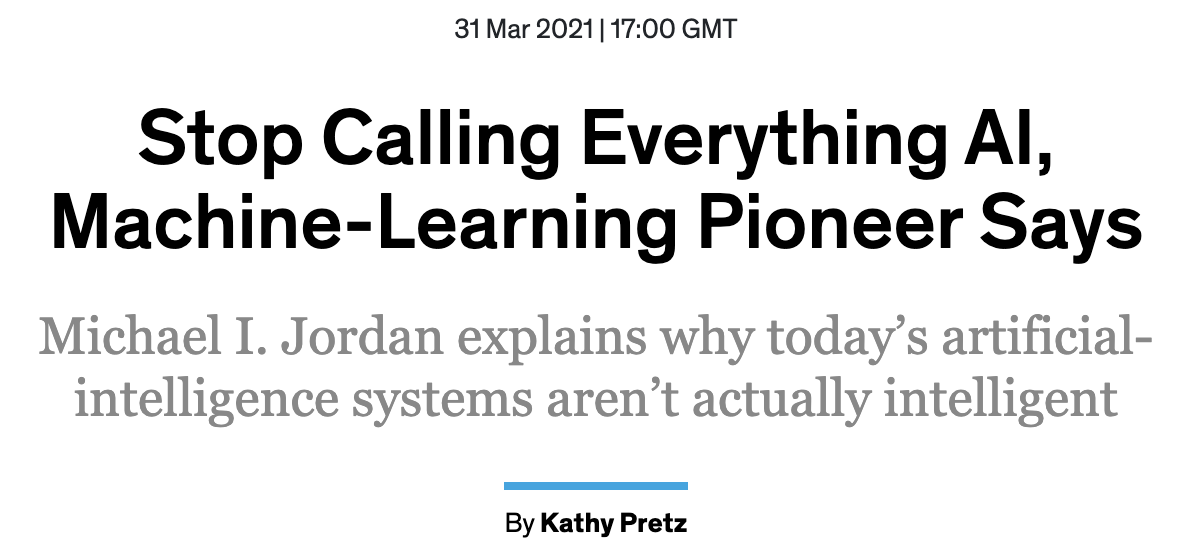 31 Mar 2021 | 17:00 GMT
Stop Calling Everything AI,
Machine-Learning Pioneer Says
Michael I. Jordan explains why today’s artificial-
intelligence systems aren’t actually intelligent
By Kathy Pretz